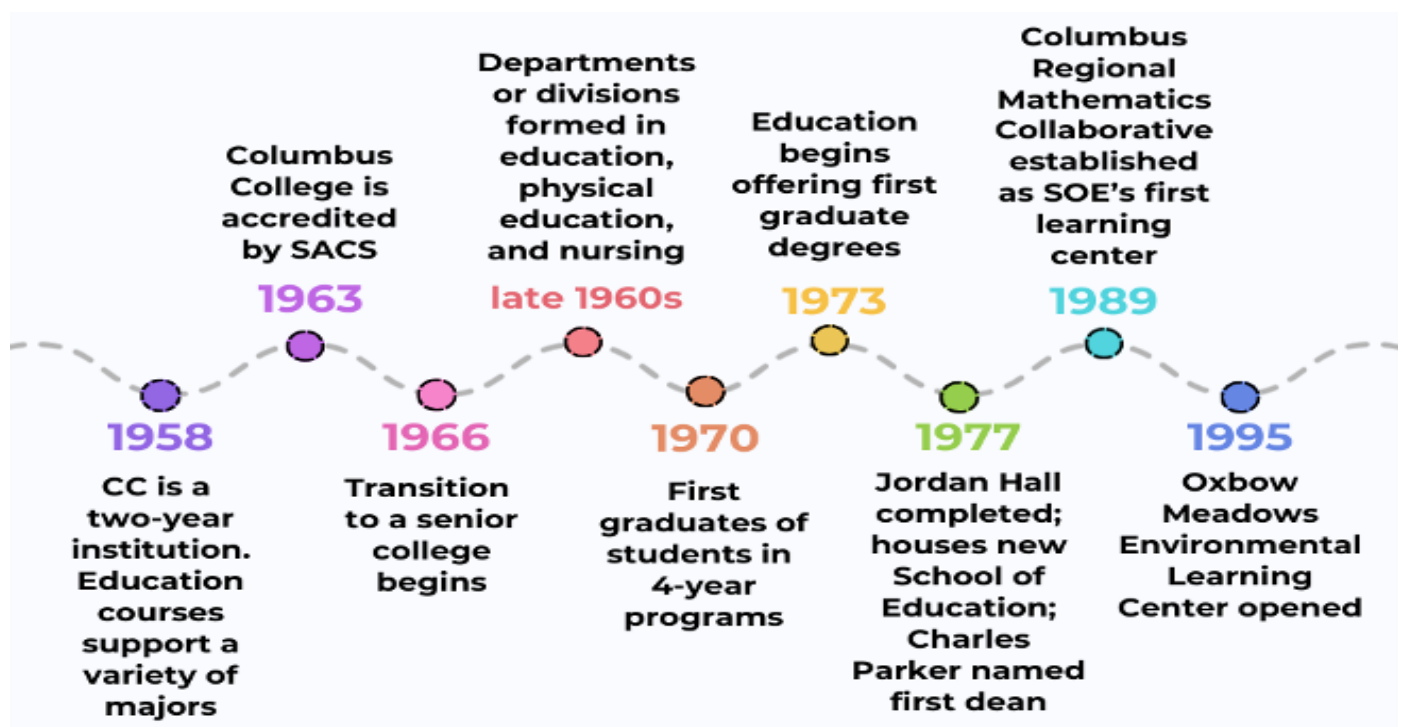 1958
CC is a
two-year
institution.
Education
courses
support a
variety of
majors
Columbus
College is
accredited
by SACS
1963
1966
Transition
to a senior
college
begins
Departments
or divisions
formed in
education,
physical
education,
and nursing
late 1960s
1970
First
graduates of
students in
4-year
programs
Education
begins
offering first
graduate
degrees
1973
1977
Jordan Hall
completed;
houses new
School of
Education;
Charles
Parker named
first dean
Columbus
Regional
Mathematics
Collaborative
established
as SOE’s first
learning
center
1989
1995
Oxbow
Meadows
Environmental
Learning
Center opened